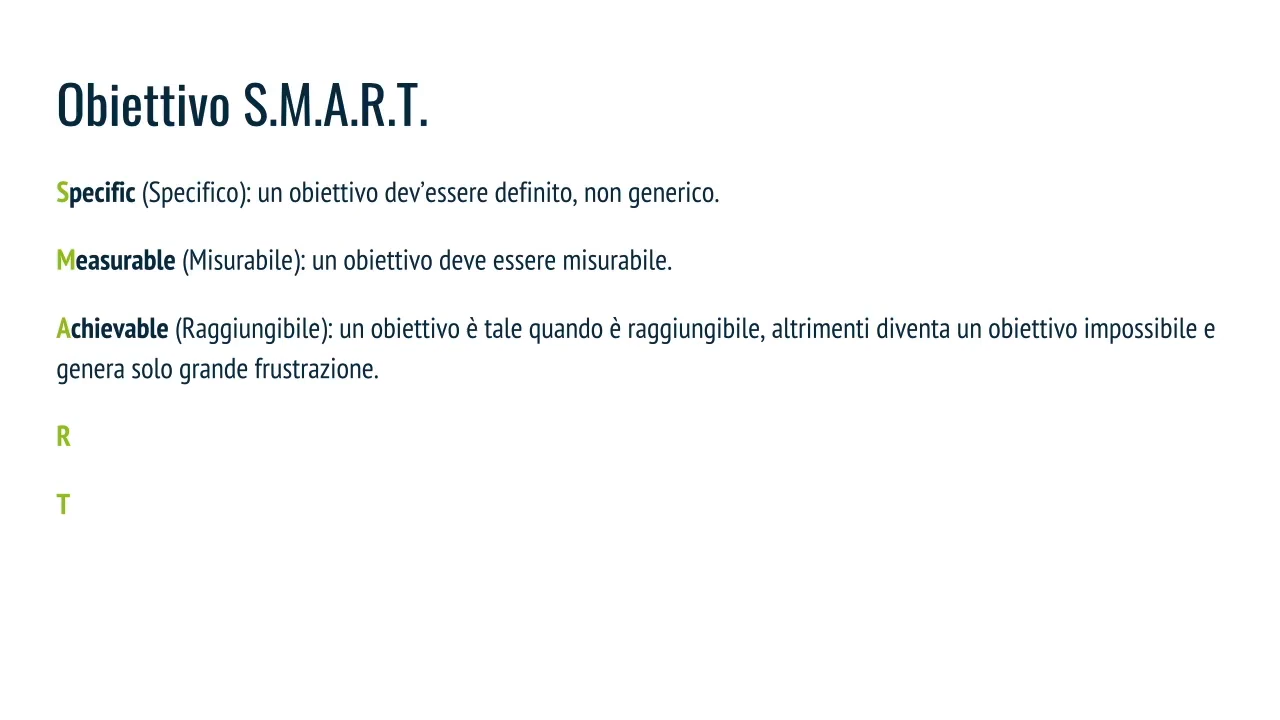 Obiettivo S.M.A.R.T.
Specific (Specifico): un obiettivo dev’essere definito, non generico.
Measurable (Misurabile): un obiettivo deve essere misurabile.
Achievable (Raggiungibile): un obiettivo è tale quando è raggiungibile, altrimenti diventa un obiettivo impossibile e
genera solo grande frustrazione.
R
T